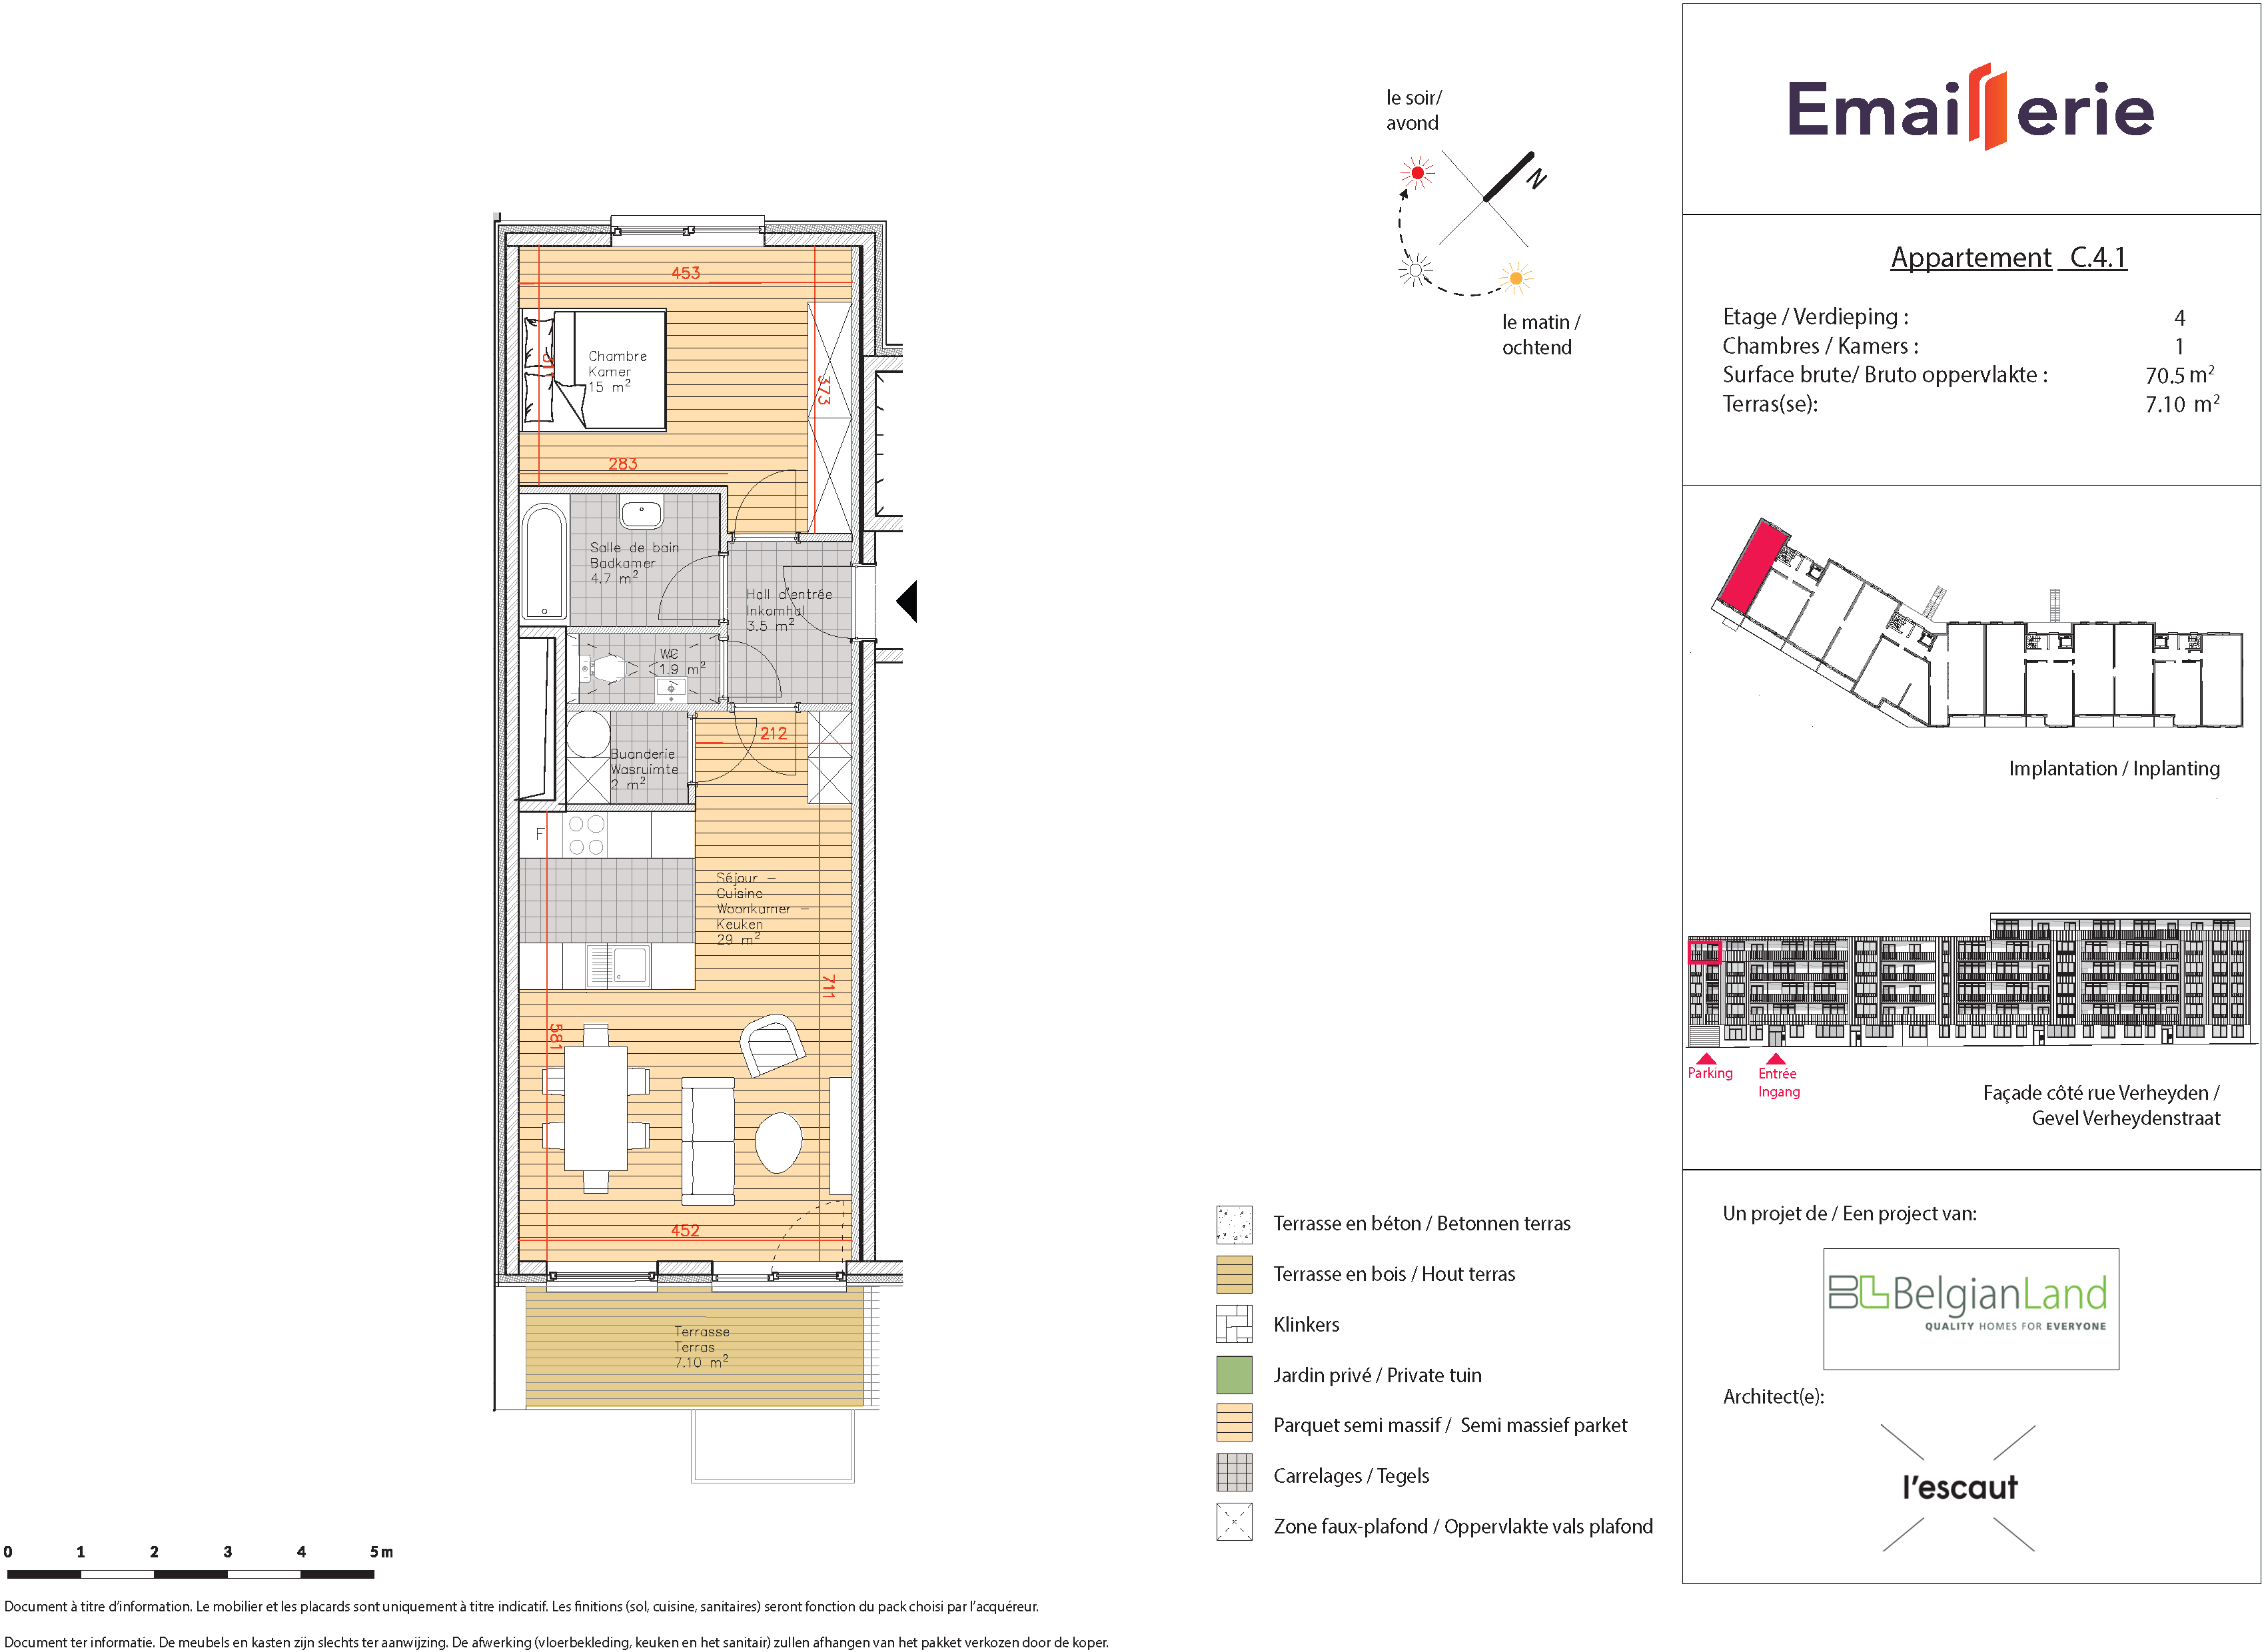 le soir/
avond
N
le matin /
ochtend
453
Chambre
Kamer
15 m²
373
283
Salle de bain
Badkamer
4.7 m²
Hall d'entrée
Inkomhal
3.5 m²
WC
1.9 m²
212
Buanderie
Wasruimte
2 m²
F
Séjour –
Cuisine
Woonkamer –
Keuken
29 m²
711
581
452
Terrasse
Terras
7.10 m²
Terrasse en béton / Betonnen terras
Terrasse en bois / Hout terras
Klinkers
Jardin privé / Private tuin
Parquet semi massif / Semi massief parket
Carrelages / Tegels
Zone faux-plafond / Oppervlakte vals plafond
0 1 2 3 4 5 m
Document à titre d'information. Le mobilier et les placards sont uniquement à titre indicatif. Les finitions (sol, cuisine, sanitaires) seront fonction du pack choisi par l'acquéreur.
Document ter informatie. De meubels en kasten zijn slechts ter aanwijzing. De afwerking (vloerbekleding, keuken en het sanitair) zullen afhangen van het pakket verkozen door de koper.
Emaillerie
Appartement C.4.1
Etage / Verdieping : 4
Chambres / Kamers : 1
Surface brute/ Bruto oppervlakte : 70.5 m²
Terras(se): 7.10 m²
Implantation / Inplanting
Parking
Entrée
Ingang
Façade côté rue Verheyden /
Gevel Verheydenstraat
Un projet de / Een project van:
BelgianLand
QUALITY HOMES FOR EVERYONE
Architect(e):
l'escaut